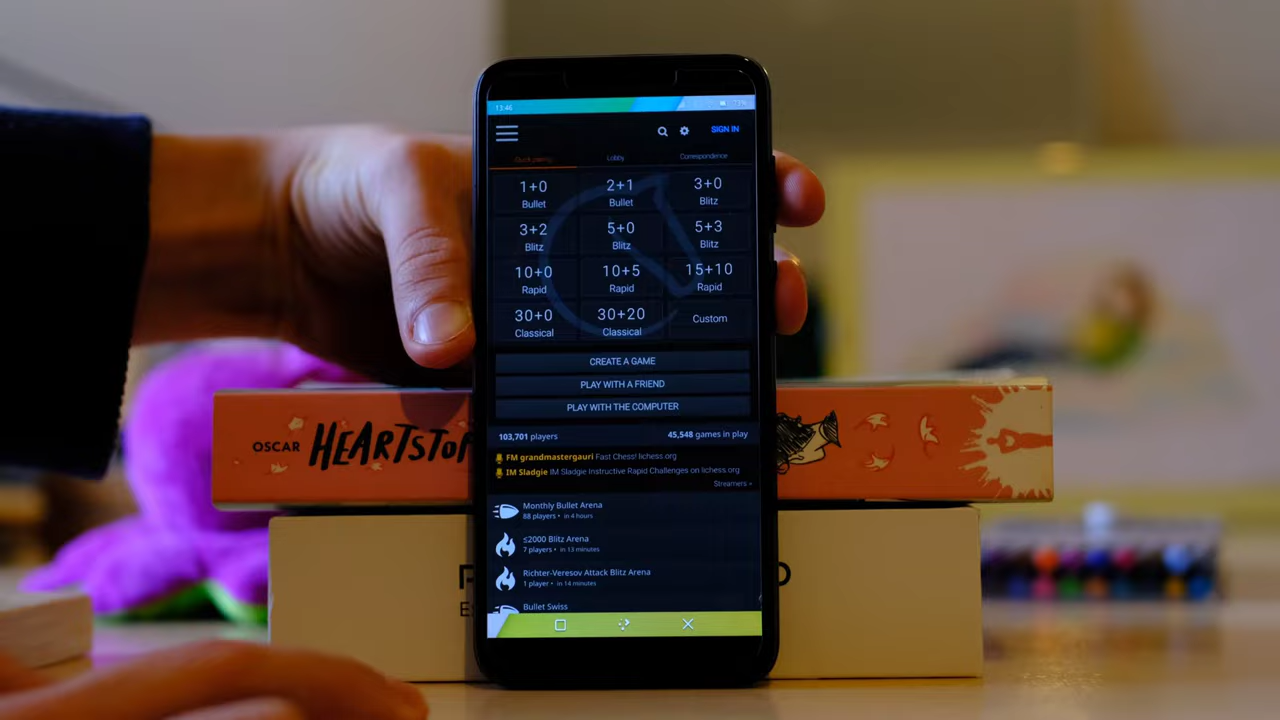 13:46
SIGN IN
Quick pairing Lobby Correspondence
1+0 2+1 3+0
Bullet Bullet Blitz
3+2 5+0 5+3
Blitz Blitz Blitz
10+0 10+5 15+10
Rapid Rapid Rapid
30+0 30+20 Custom
Classical Classical
CREATE A GAME
PLAY WITH A FRIEND
PLAY WITH THE COMPUTER
103,701 players 45,548 games in play
FM grandmastergauri Fast Chess! lichess.org
IM Sladgie IM Sladgie Instructive Rapid Challenges on lichess.org
Streamers »
Monthly Bullet Arena
88 players • in 4 hours
≤2000 Blitz Arena
7 players • in 13 minutes
Richter-Veresov Attack Blitz Arena
1 player • in 14 minutes
Bullet Swiss
OSCAR HEARTSTOP